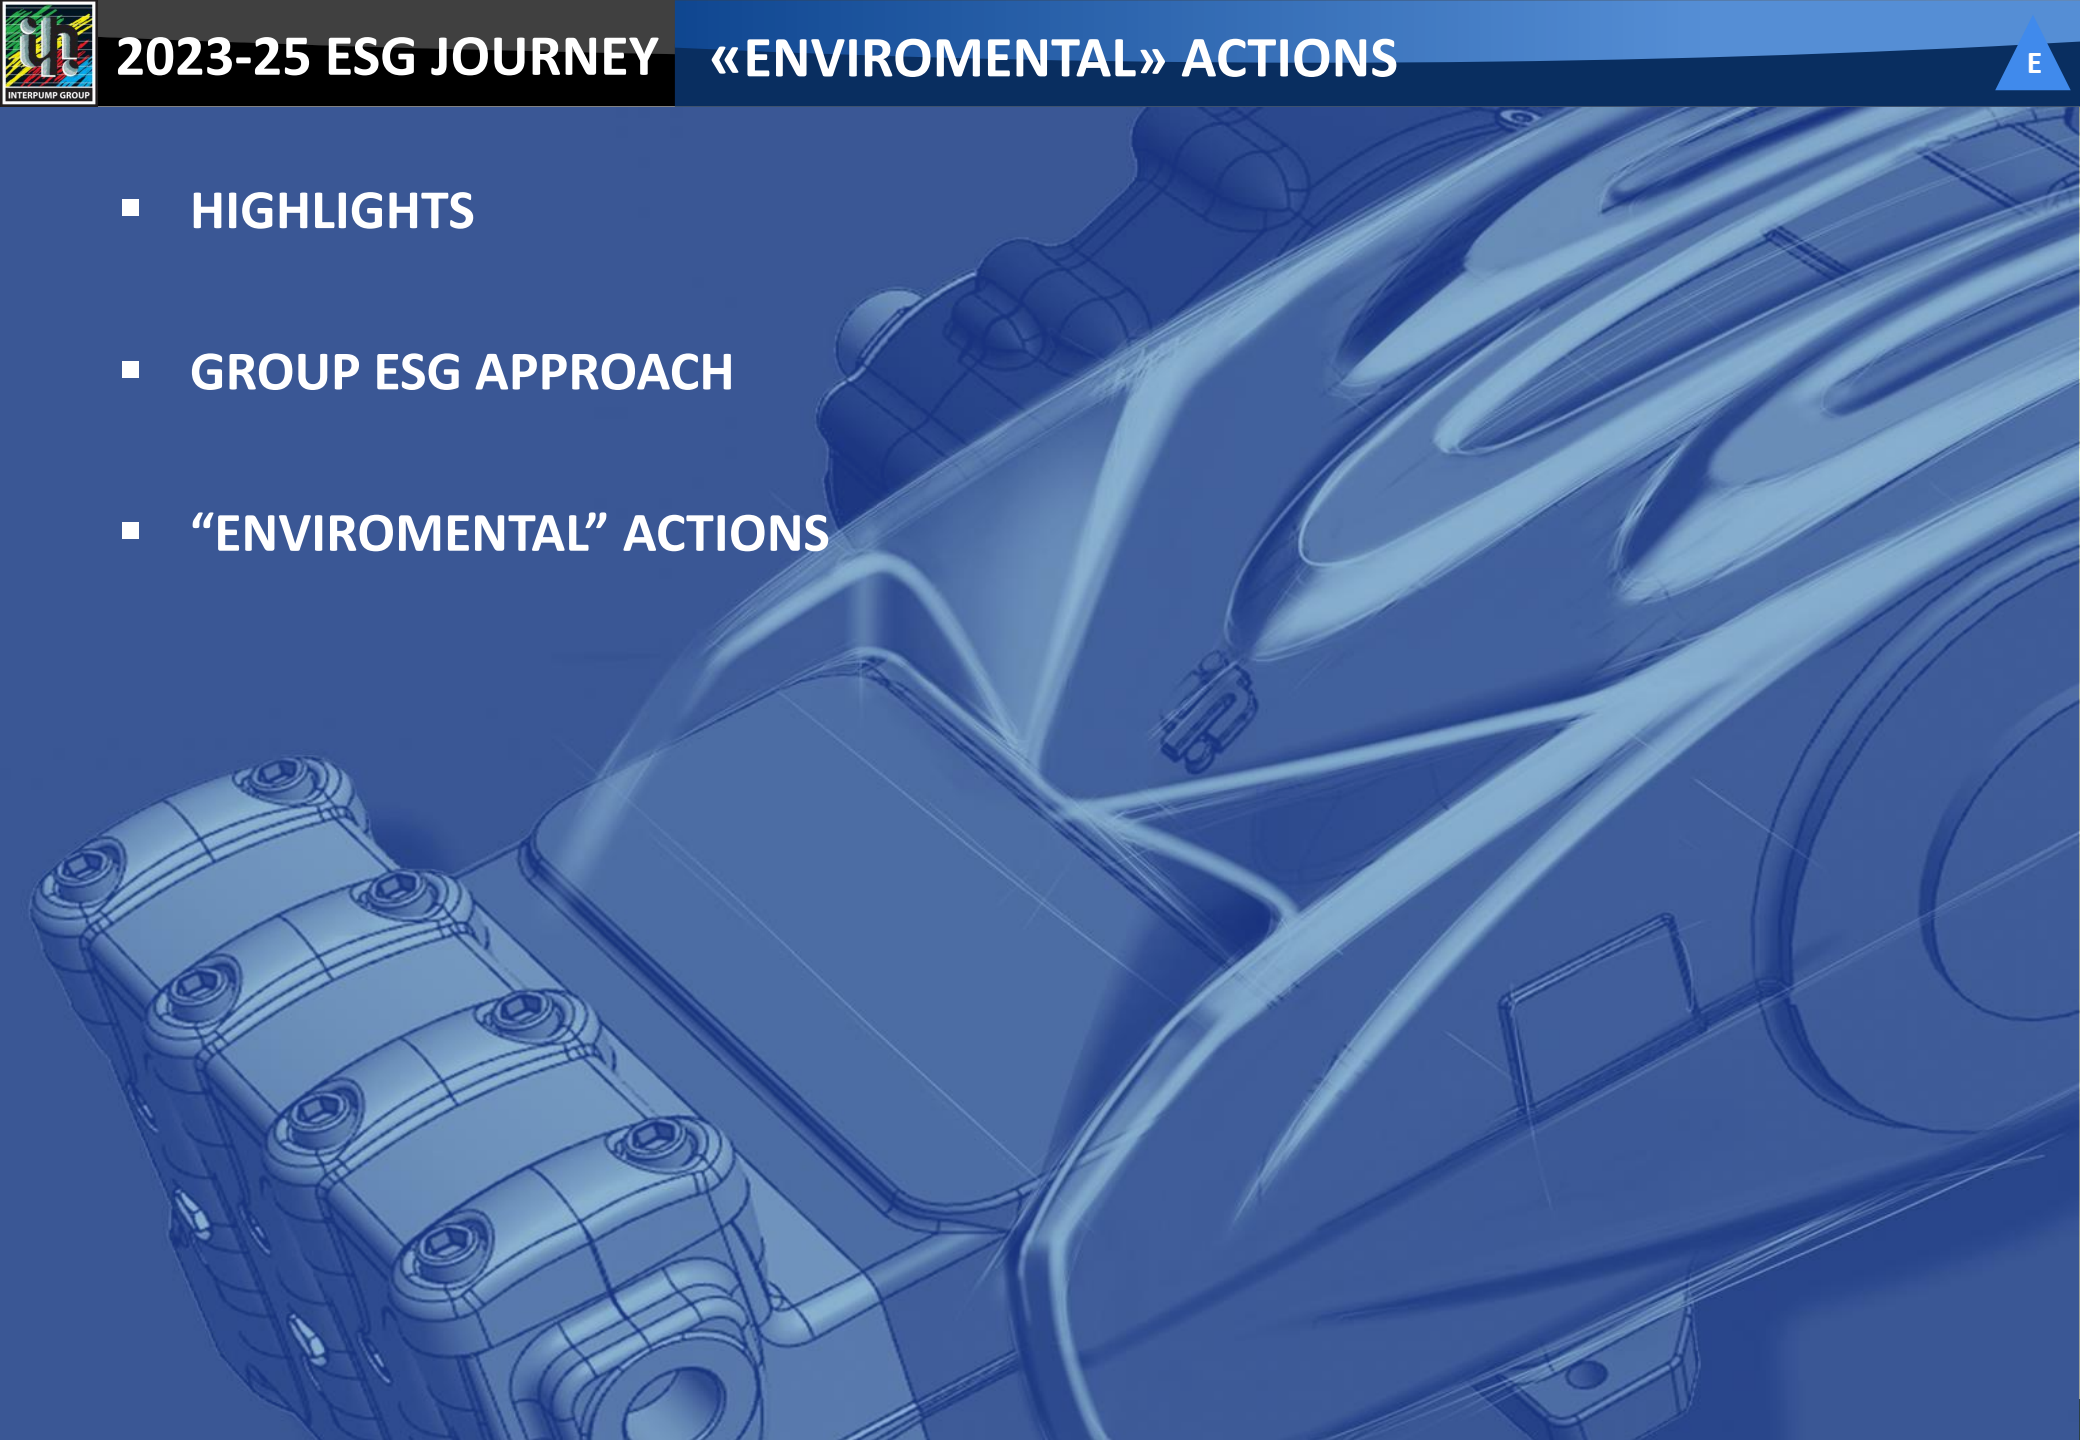 INTERPUMP GROUP
2023-25 ESG JOURNEY
«ENVIROMENTAL» ACTIONS
E
▪ HIGHLIGHTS
▪ GROUP ESG APPROACH
▪ “ENVIROMENTAL” ACTIONS